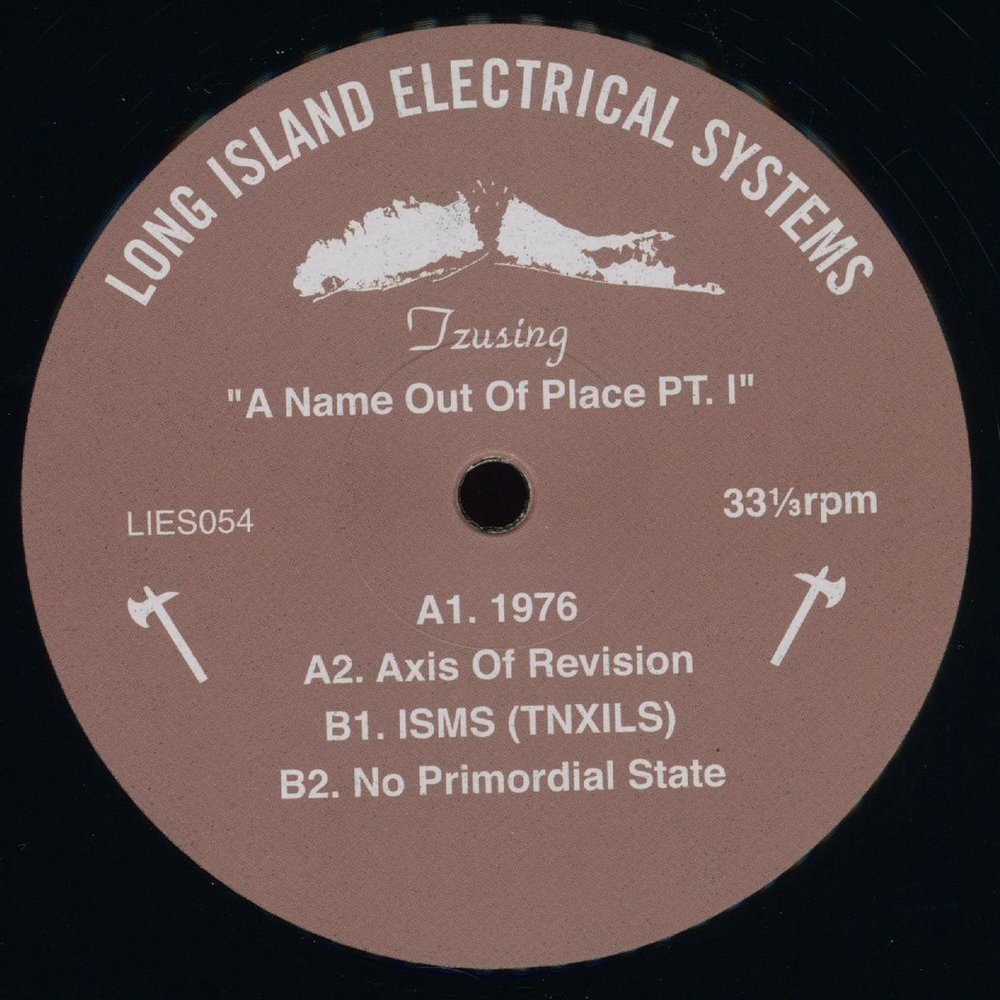 LONG ISLAND ELECTRICAL SYSTEMS
Tzusing
"A Name Out Of Place PT. I"
LIES054
33⅓rpm
A1. 1976
A2. Axis Of Revision
B1. ISMS (TNXILS)
B2. No Primordial State